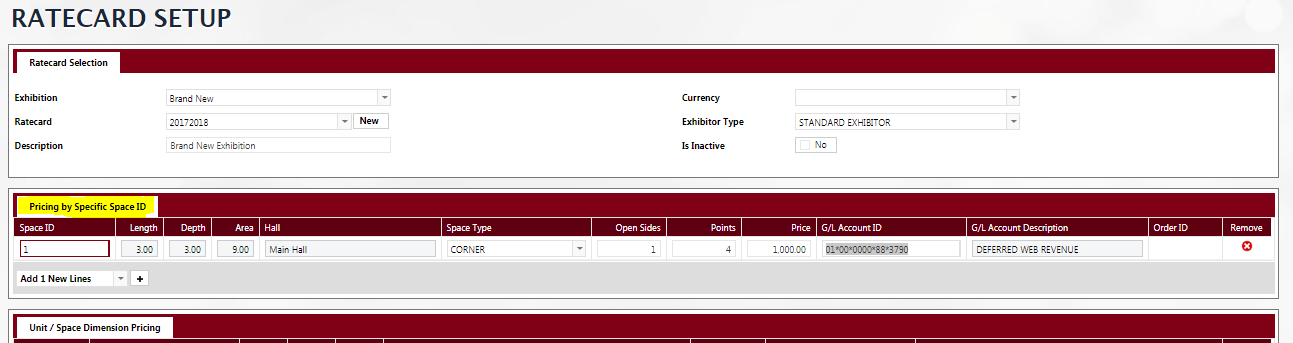 RATECARD SETUP
Ratecard Selection
Exhibition Brand New Currency
Ratecard 20172018 New Exhibitor Type STANDARD EXHIBITOR
Description Brand New Exhibition Is Inactive No
Pricing by Specific Space ID
Space ID Length Depth Area Hall Space Type Open Sides Points Price G/L Account ID G/L Account Description Order ID Remove
1 3.00 3.00 9.00 Main Hall CORNER 1 4 1,000.00 01*00*0000*88*3790 DEFERRED WEB REVENUE
Add 1 New Lines +
Unit / Space Dimension Pricing